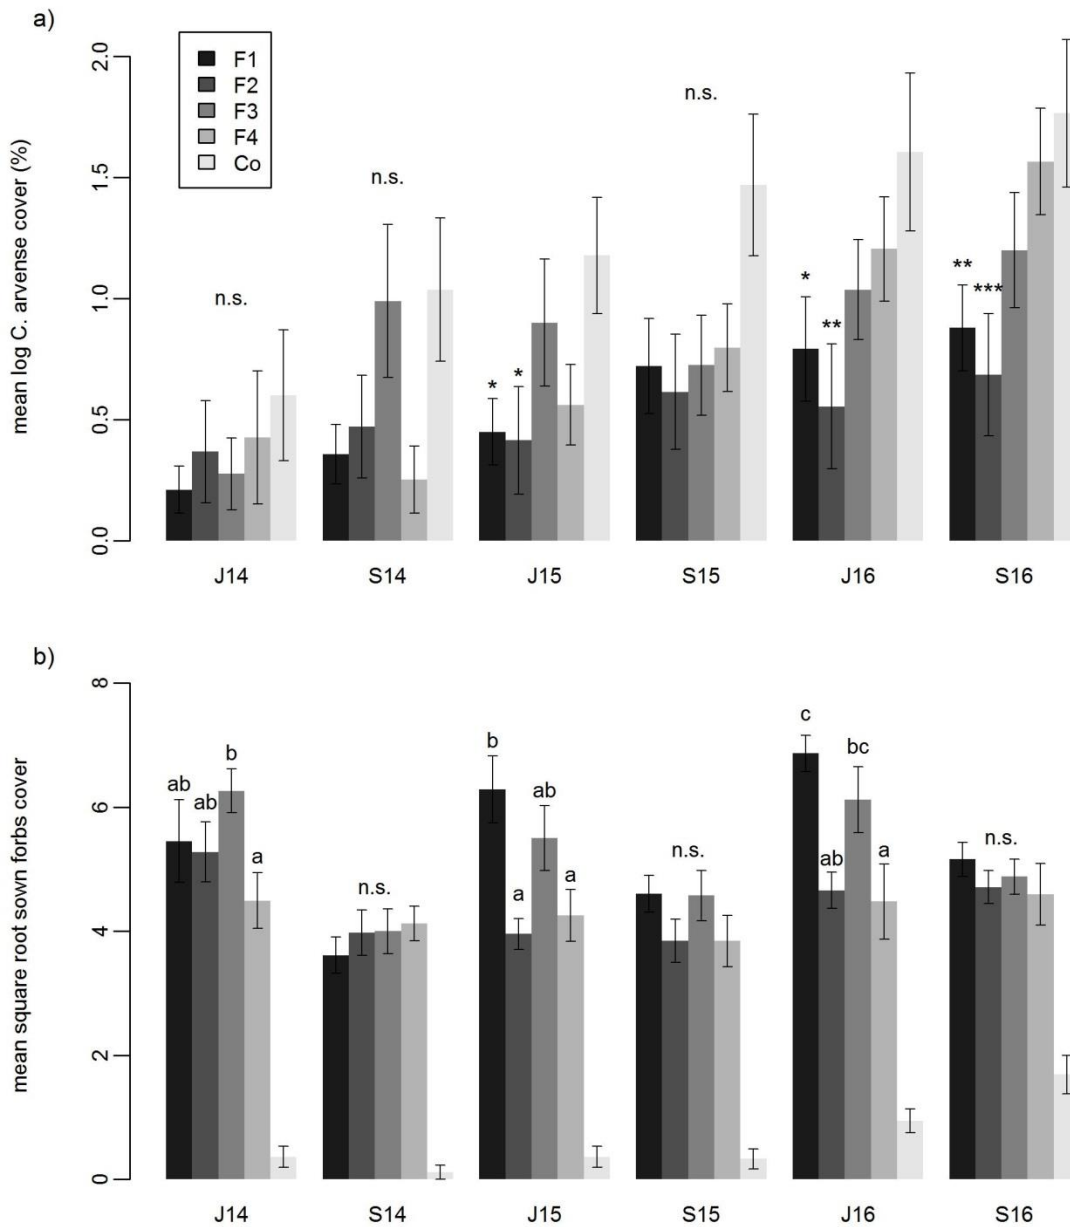 a)
mean log C. arvense cover (%)
2.0
1.5
1.0
0.5
0.0
F1
F2
F3
F4
Co
n.s.
n.s.
* *
n.s.
* **
** ***
J14 S14 J15 S15 J16 S16
b)
mean square root sown forbs cover
8
6
4
2
0
ab ab b a
n.s.
b a ab a
n.s.
c ab bc a
n.s.
J14 S14 J15 S15 J16 S16